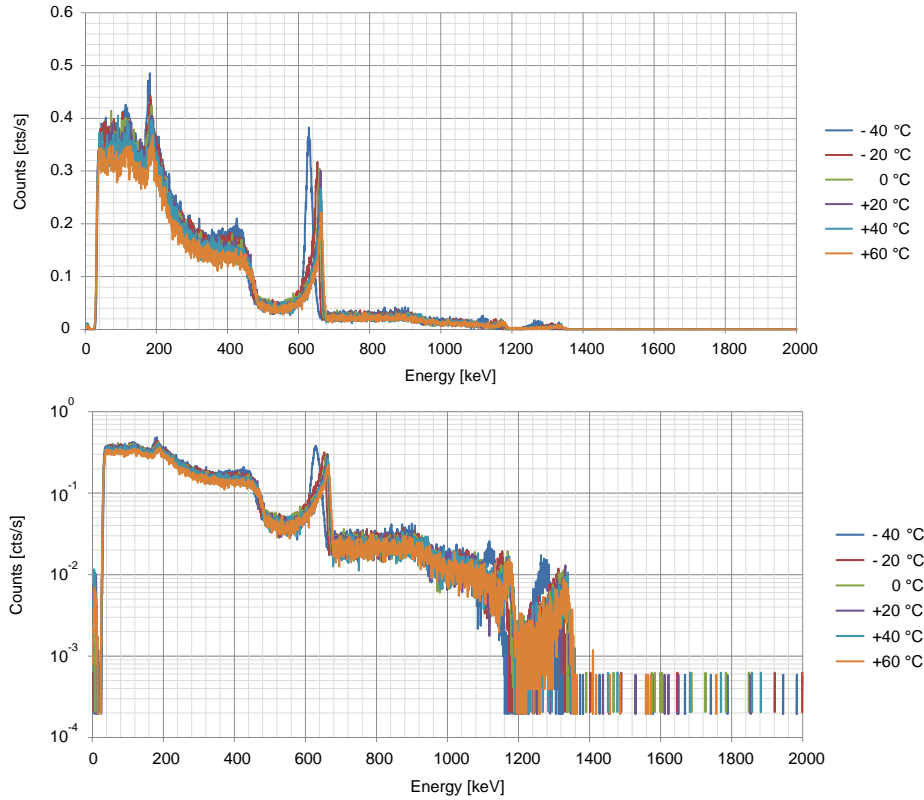 0.6
0.5
0.4
0.3
0.2
0.1
0
Counts [cts/s]
0 200 400 600 800 1000 1200 1400 1600 1800 2000
Energy [keV]
- 40 °C
- 20 °C
0 °C
+20 °C
+40 °C
+60 °C
10^0
10^-1
10^-2
10^-3
10^-4
Counts [cts/s]
0 200 400 600 800 1000 1200 1400 1600 1800 2000
Energy [keV]
- 40 °C
- 20 °C
0 °C
+20 °C
+40 °C
+60 °C